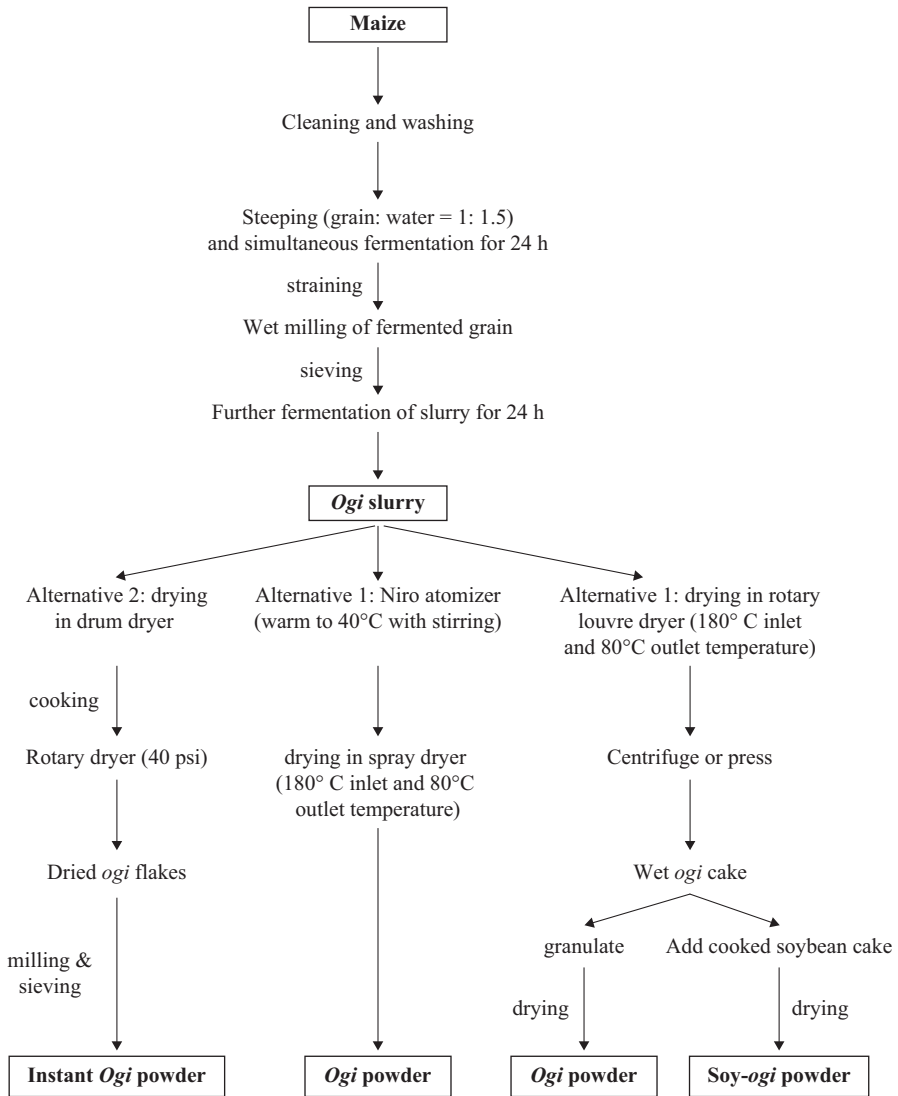 Maize
Cleaning and washing
Steeping (grain: water = 1: 1.5)
and simultaneous fermentation for 24 h
straining
Wet milling of fermented grain
sieving
Further fermentation of slurry for 24 h
Ogi slurry
Alternative 2: drying
in drum dryer
cooking
Rotary dryer (40 psi)
Dried ogi flakes
milling &
sieving
Instant Ogi powder
Alternative 1: Niro atomizer
(warm to 40°C with stirring)
drying in spray dryer
(180° C inlet and 80°C
outlet temperature)
Ogi powder
Alternative 1: drying in rotary
louvre dryer (180° C inlet
and 80°C outlet temperature)
Centrifuge or press
Wet ogi cake
granulate
drying
Ogi powder
Add cooked soybean cake
drying
Soy-ogi powder